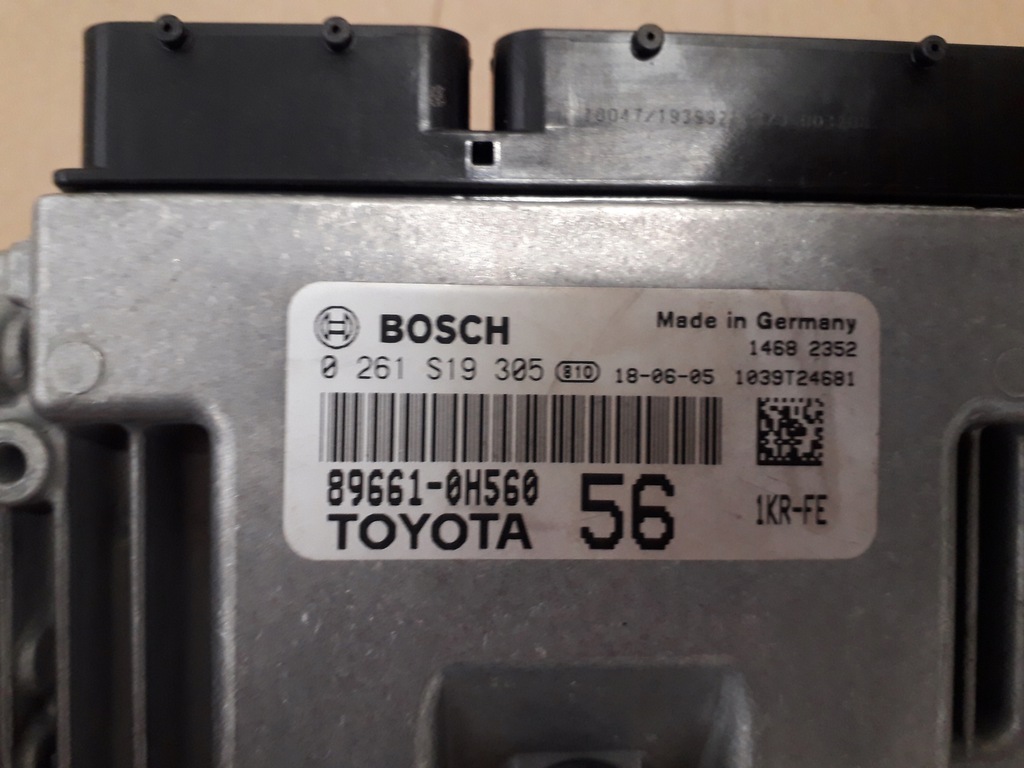 BOSCH
Made in Germany
1468 2352
0 261 S19 305 810 18-06-05 1039T24681
89661-0H560
TOYOTA
56
1KR-FE